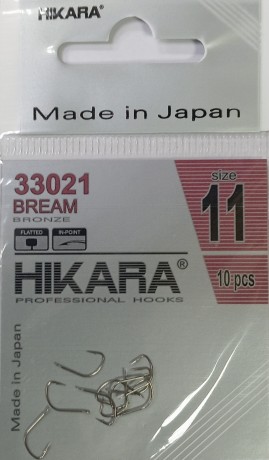 HIKARA®
Made in Japan
33021
BREAM
BRONZE
FLATTED
IN-POINT
size
11
10 pcs
HIKARA®
PROFESSIONAL HOOKS
Made in Japan